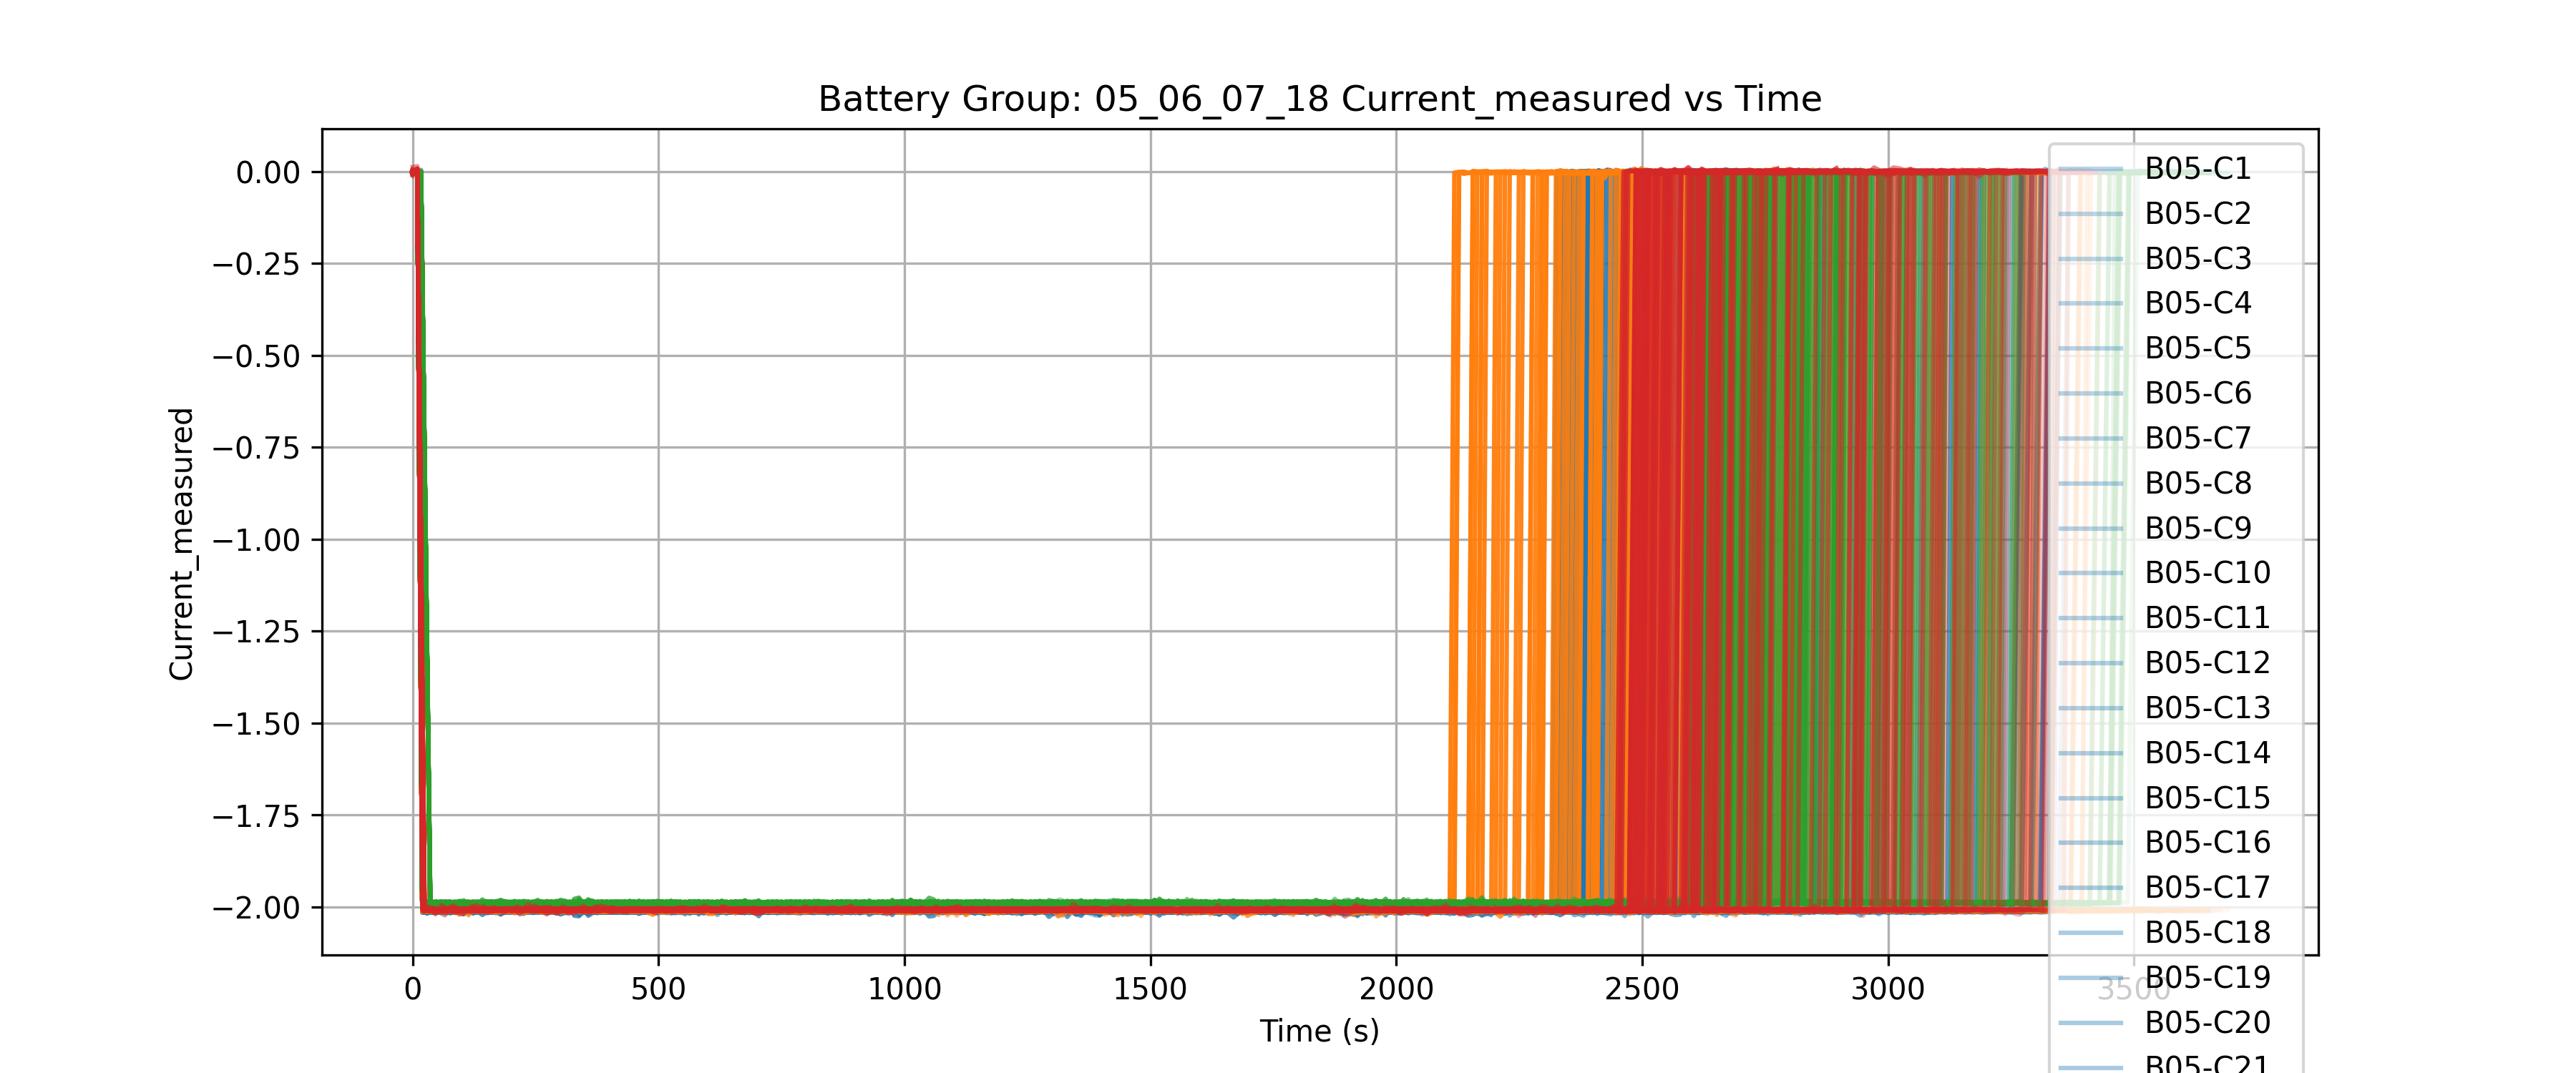 Battery Group: 05_06_07_18 Current_measured vs Time
Current_measured
0.00
−0.25
−0.50
−0.75
−1.00
−1.25
−1.50
−1.75
−2.00
0
500
1000
1500
2000
2500
3000
3500
Time (s)
B05-C1
B05-C2
B05-C3
B05-C4
B05-C5
B05-C6
B05-C7
B05-C8
B05-C9
B05-C10
B05-C11
B05-C12
B05-C13
B05-C14
B05-C15
B05-C16
B05-C17
B05-C18
B05-C19
B05-C20
B05-C21